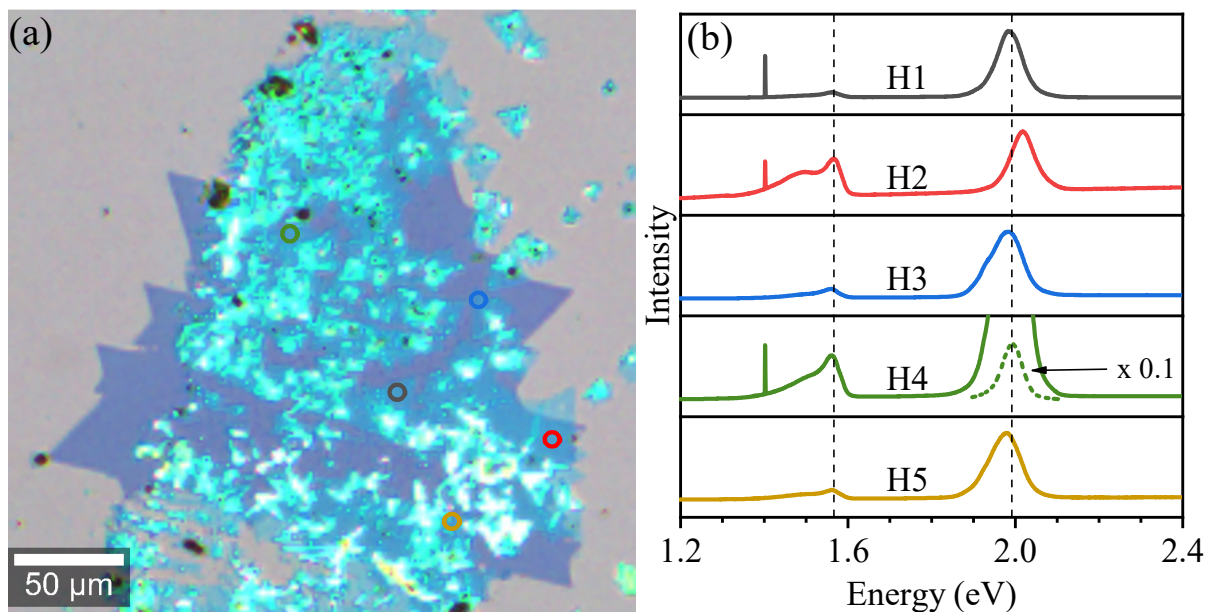 (a)
50 μm
(b)
H1
H2
H3
H4
x 0.1
H5
Intensity
1.2 1.6 2.0 2.4
Energy (eV)